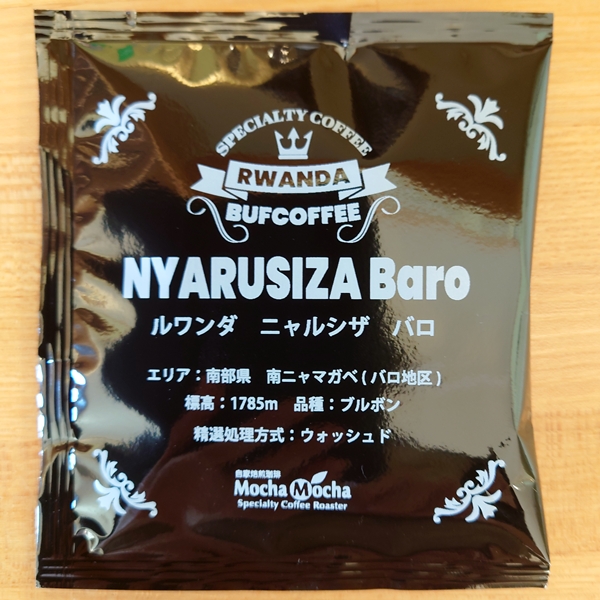 SPECIALTY COFFEE
RWANDA
BUFCOFFEE
NYARUSIZA Baro
ルワンダ　ニャルシザ　バロ
エリア：南部県　南ニャマガベ(バロ地区)
標高：1785m　品種：ブルボン
精選処理方式：ウォッシュド
自家焙煎珈琲
Mocha Mocha
Specialty Coffee Roaster